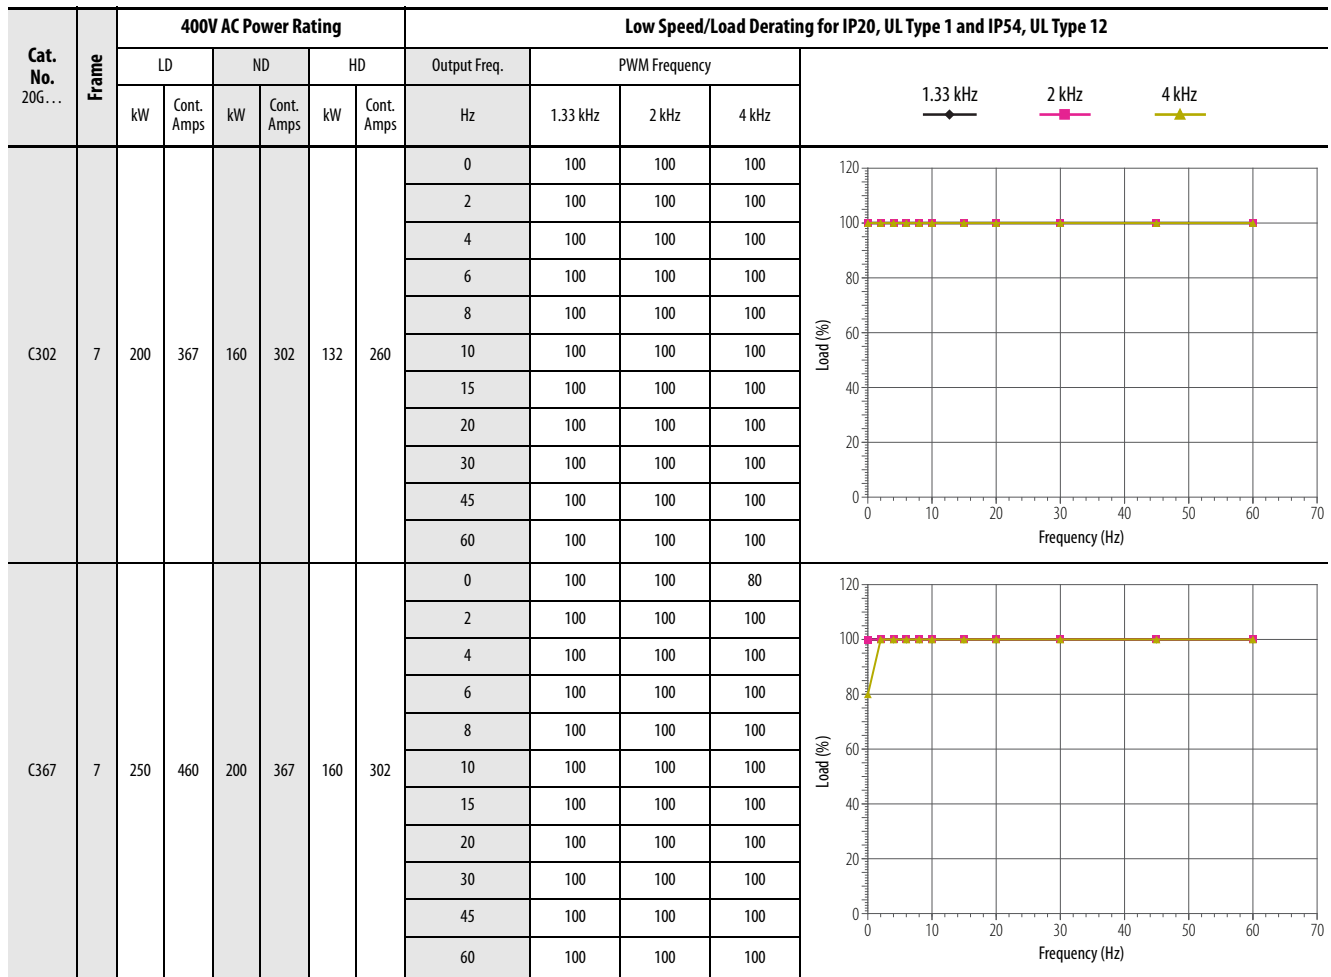 400V AC Power Rating
Low Speed/Load Derating for IP20, UL Type 1 and IP54, UL Type 12
Cat. No. 20G…
Frame
LD ND HD Output Freq. PWM Frequency
kW Cont. Amps kW Cont. Amps kW Cont. Amps Hz 1.33 kHz 2 kHz 4 kHz
1.33 kHz 2 kHz 4 kHz
C302 7 200 367 160 302 132 260
0 100 100 100
2 100 100 100
4 100 100 100
6 100 100 100
8 100 100 100
10 100 100 100
15 100 100 100
20 100 100 100
30 100 100 100
45 100 100 100
60 100 100 100
Load (%)
120
100
80
60
40
20
0
0 10 20 30 40 50 60 70
Frequency (Hz)
C367 7 250 460 200 367 160 302
0 100 100 80
2 100 100 100
4 100 100 100
6 100 100 100
8 100 100 100
10 100 100 100
15 100 100 100
20 100 100 100
30 100 100 100
45 100 100 100
60 100 100 100
Load (%)
120
100
80
60
40
20
0
0 10 20 30 40 50 60 70
Frequency (Hz)